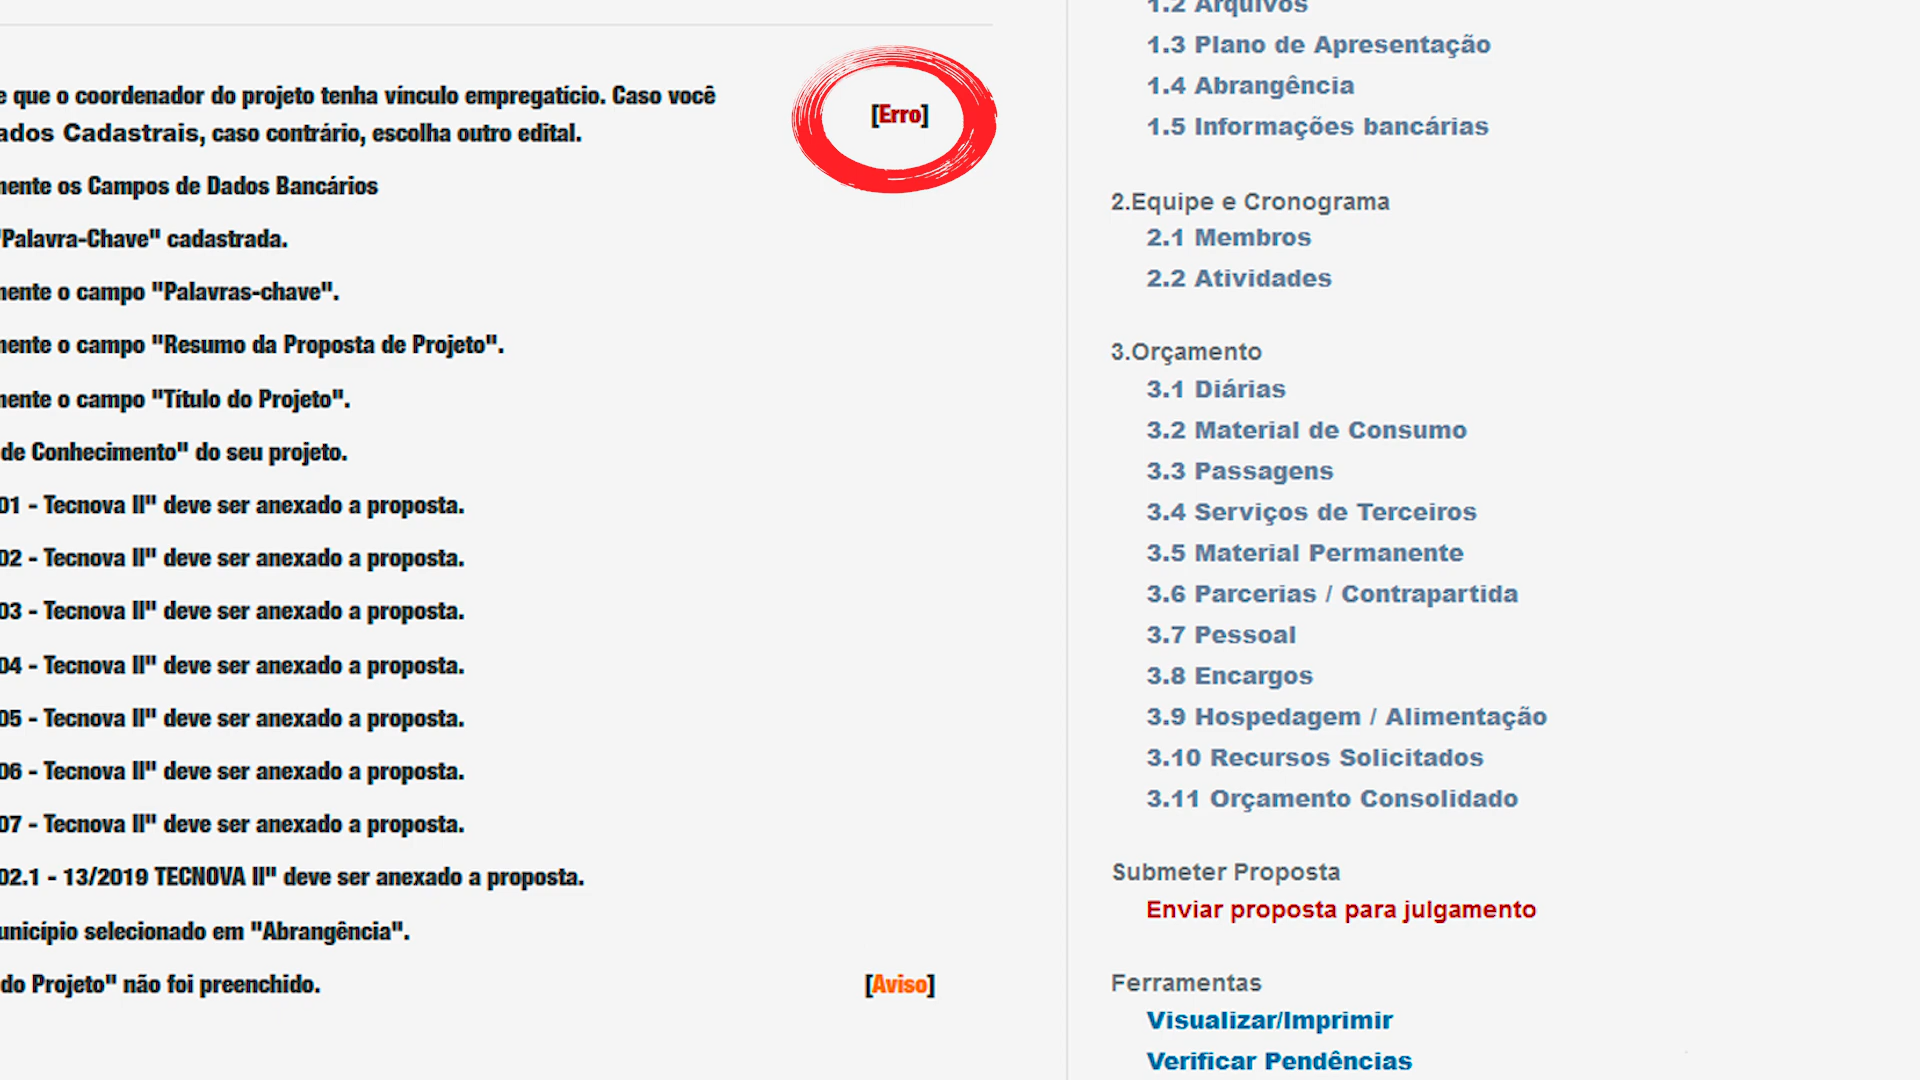 que o coordenador do projeto tenha vínculo empregatício. Caso você
Cadastrais, caso contrário, escolha outro edital.
[Erro]
os Campos de Dados Bancários
"Palavra-Chave" cadastrada.
o campo "Palavras-chave".
o campo "Resumo da Proposta de Projeto".
o campo "Título do Projeto".
de Conhecimento" do seu projeto.
01 - Tecnova II" deve ser anexado a proposta.
02 - Tecnova II" deve ser anexado a proposta.
03 - Tecnova II" deve ser anexado a proposta.
04 - Tecnova II" deve ser anexado a proposta.
05 - Tecnova II" deve ser anexado a proposta.
06 - Tecnova II" deve ser anexado a proposta.
07 - Tecnova II" deve ser anexado a proposta.
02.1 - 13/2019 TECNOVA II" deve ser anexado a proposta.
selecionado em "Abrangência".
do Projeto" não foi preenchido.
[Aviso]
1.2 Arquivos
1.3 Plano de Apresentação
1.4 Abrangência
1.5 Informações bancárias
2.Equipe e Cronograma
2.1 Membros
2.2 Atividades
3.Orçamento
3.1 Diárias
3.2 Material de Consumo
3.3 Passagens
3.4 Serviços de Terceiros
3.5 Material Permanente
3.6 Parcerias / Contrapartida
3.7 Pessoal
3.8 Encargos
3.9 Hospedagem / Alimentação
3.10 Recursos Solicitados
3.11 Orçamento Consolidado
Submeter Proposta
Enviar proposta para julgamento
Ferramentas
Visualizar/Imprimir
Verificar Pendências